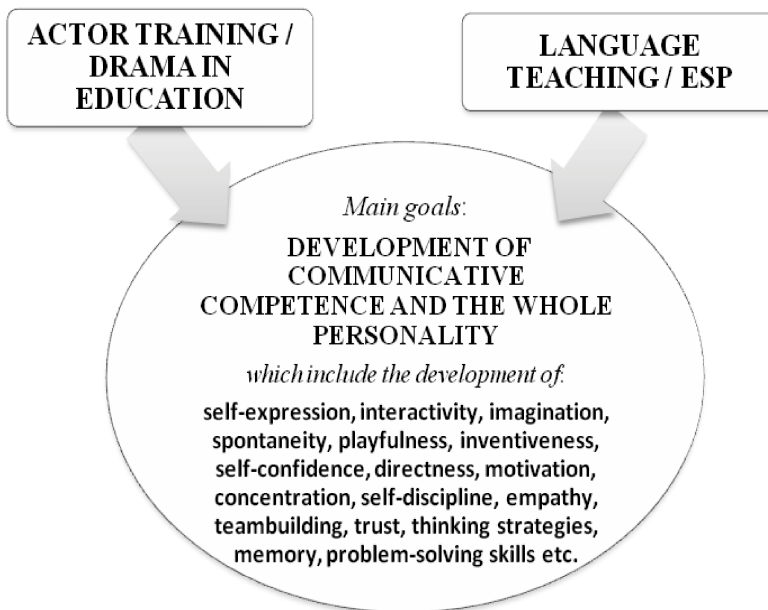 ACTOR TRAINING /
DRAMA IN
EDUCATION
LANGUAGE
TEACHING / ESP
Main goals:
DEVELOPMENT OF
COMMUNICATIVE
COMPETENCE AND THE WHOLE
PERSONALITY
which include the development of:
self-expression, interactivity, imagination,
spontaneity, playfulness, inventiveness,
self-confidence, directness, motivation,
concentration, self-discipline, empathy,
teambuilding, trust, thinking strategies,
memory, problem-solving skills etc.